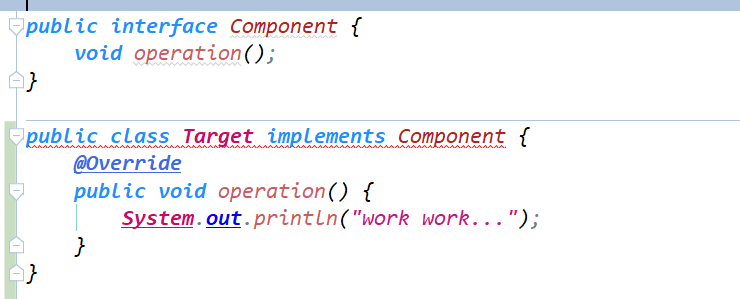 public interface Component {
void operation();
}
public class Target implements Component {
@Override
public void operation() {
System.out.println("work work...");
}
}